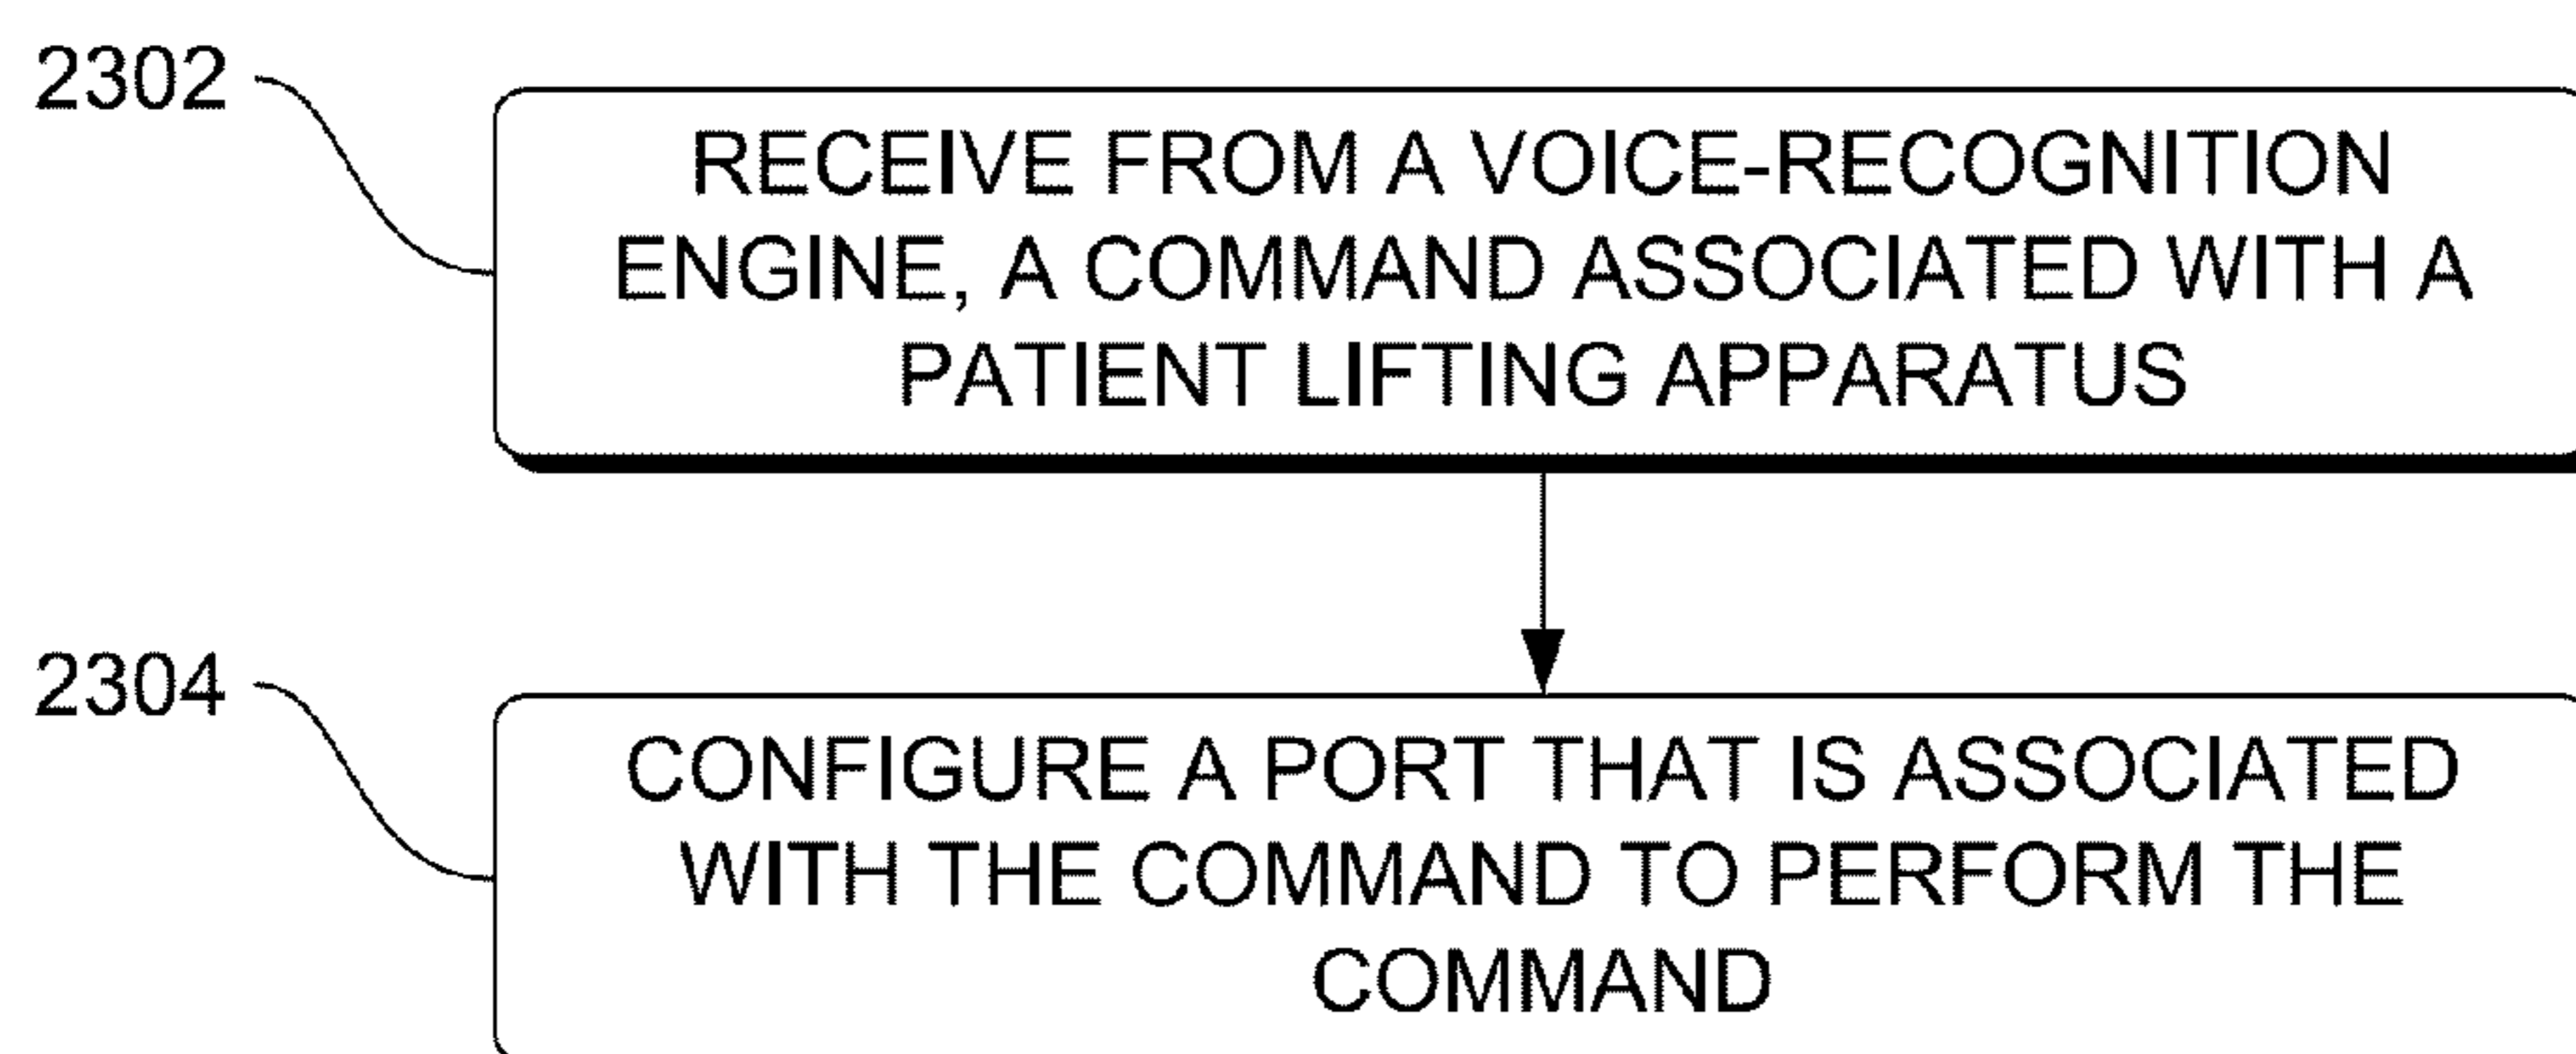 2302
RECEIVE FROM A VOICE-RECOGNITION
ENGINE, A COMMAND ASSOCIATED WITH A
PATIENT LIFTING APPARATUS
2304
CONFIGURE A PORT THAT IS ASSOCIATED
WITH THE COMMAND TO PERFORM THE
COMMAND